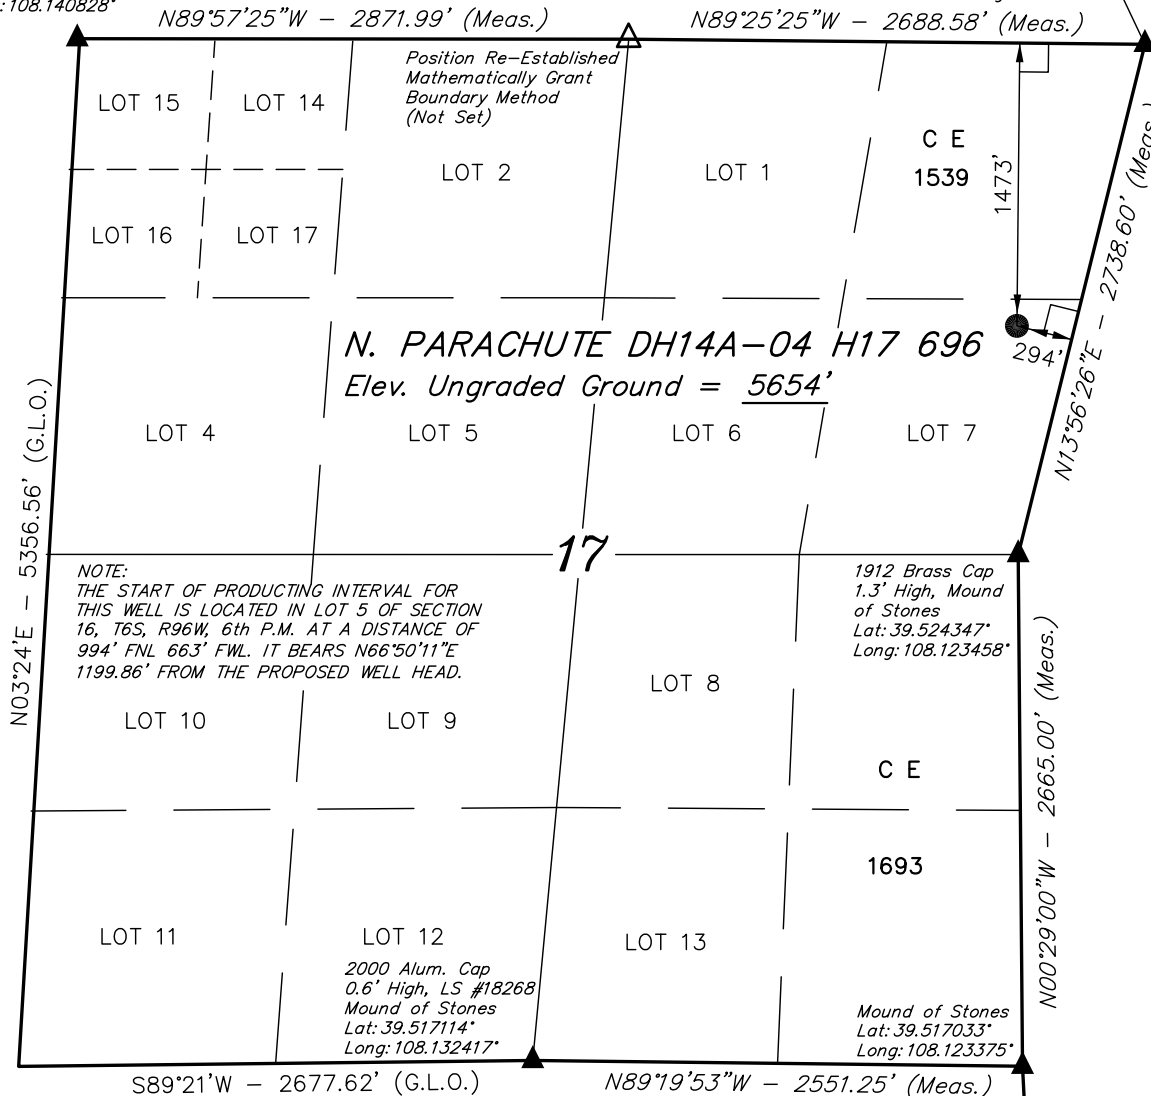 :108.140828°
N89°57'25"W – 2871.99' (Meas.)
N89°25'25"W – 2688.58' (Meas.)
Position Re–Established
Mathematically Grant
Boundary Method
(Not Set)
LOT 15
LOT 14
LOT 2
LOT 1
C E
1539
1473'
N13°56'26"E – 2738.60' (Meas.)
LOT 16
LOT 17
294'
N. PARACHUTE DH14A–04 H17 696
Elev. Ungraded Ground = 5654'
LOT 4
LOT 5
LOT 6
LOT 7
N03°24'E – 5356.56' (G.L.O.)
17
NOTE:
THE START OF PRODUCTING INTERVAL FOR
THIS WELL IS LOCATED IN LOT 5 OF SECTION
16, T6S, R96W, 6th P.M. AT A DISTANCE OF
994' FNL 663' FWL. IT BEARS N66°50'11"E
1199.86' FROM THE PROPOSED WELL HEAD.
1912 Brass Cap
1.3' High, Mound
of Stones
Lat: 39.524347°
Long: 108.123458°
LOT 10
LOT 9
LOT 8
C E
1693
N00°29'00"W – 2665.00' (Meas.)
LOT 11
LOT 12
LOT 13
2000 Alum. Cap
0.6' High, LS #18268
Mound of Stones
Lat: 39.517114°
Long: 108.132417°
Mound of Stones
Lat: 39.517033°
Long: 108.123375°
S89°21'W – 2677.62' (G.L.O.)
N89°19'53"W – 2551.25' (Meas.)